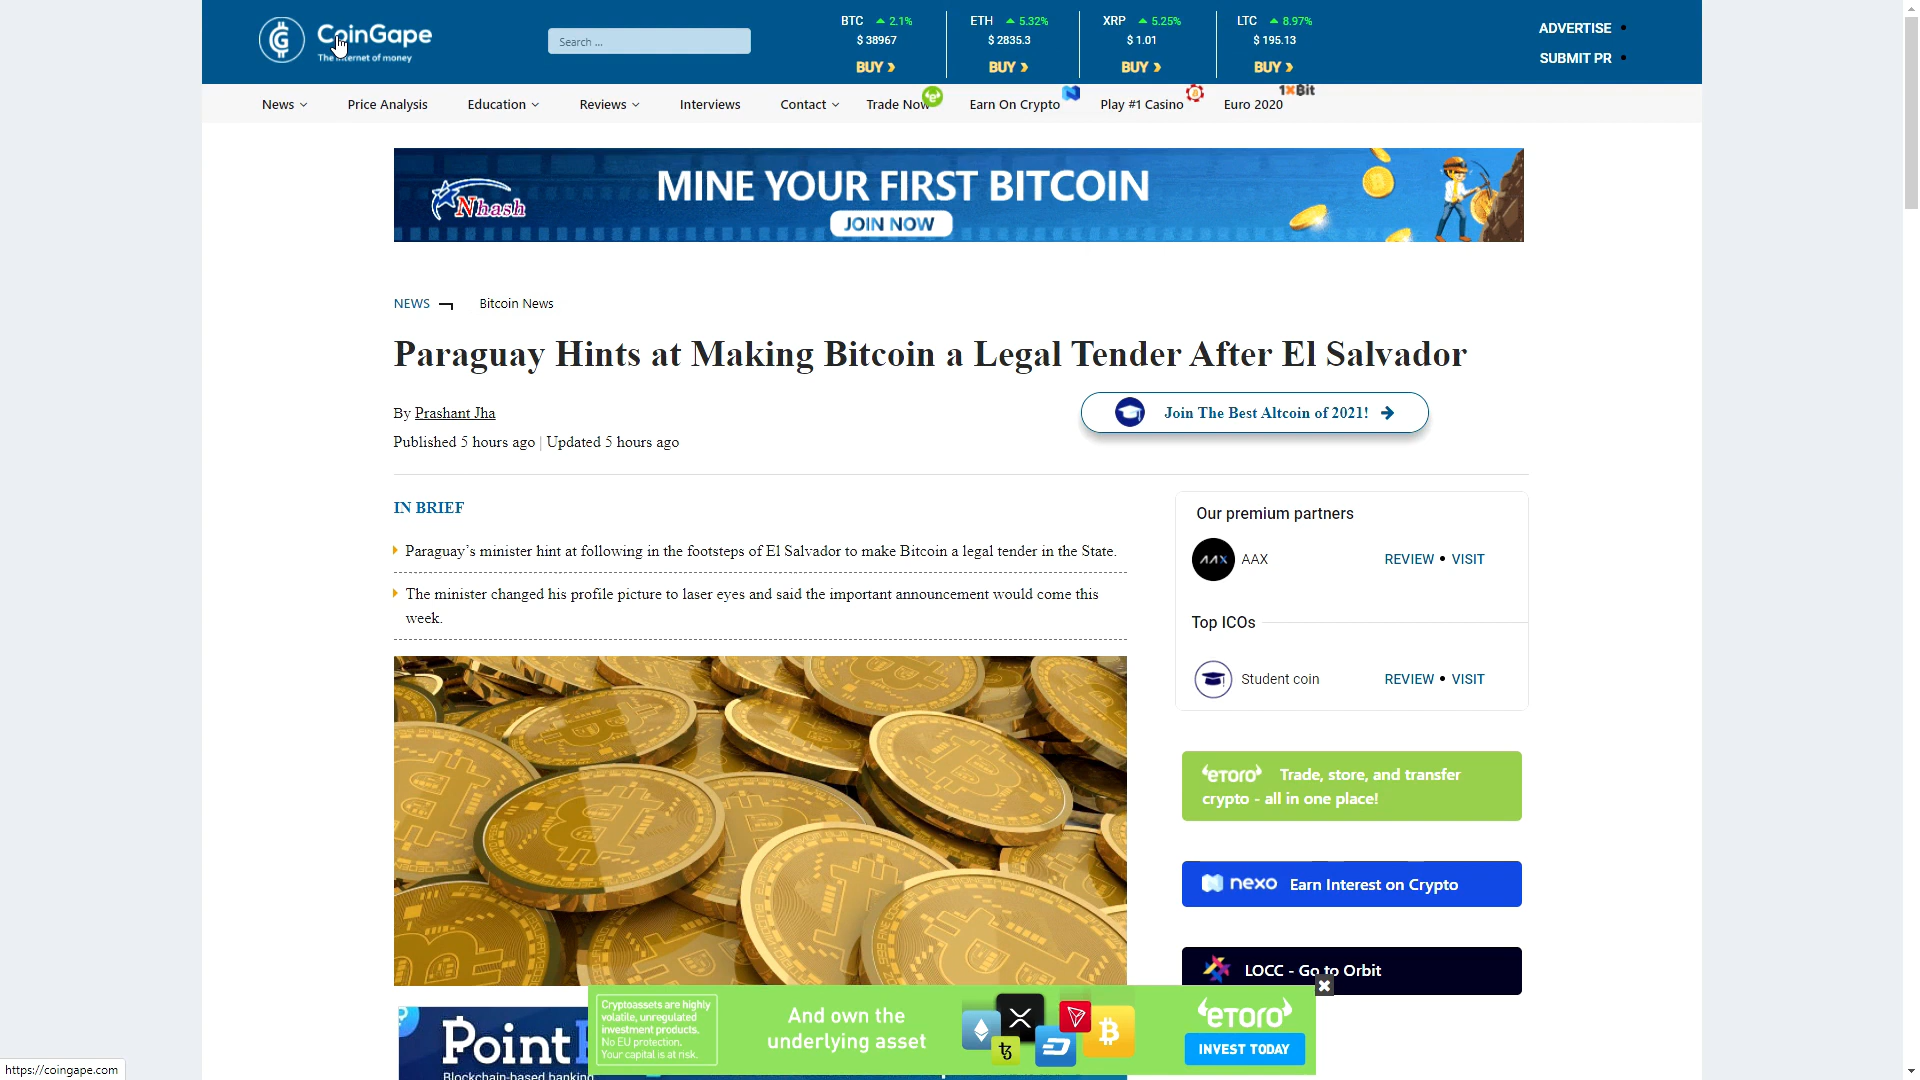 CoinGape
Search ...
BTC 2.1%
$ 38967
BUY
ETH 5.32%
$ 2835.3
BUY
XRP 5.25%
$ 1.01
BUY
LTC 8.97%
$ 195.13
BUY
ADVERTISE
SUBMIT PR
The internet of money
News
Price Analysis
Education
Reviews
Interviews
Contact
Trade Now
Earn On Crypto
Play #1 Casino
Euro 2020
1XBit
Nhash
MINE YOUR FIRST BITCOIN
JOIN NOW
NEWS Bitcoin News
Paraguay Hints at Making Bitcoin a Legal Tender After El Salvador
By Prashant Jha
Published 5 hours ago | Updated 5 hours ago
Join The Best Altcoin of 2021!
IN BRIEF
Paraguay’s minister hint at following in the footsteps of El Salvador to make Bitcoin a legal tender in the State.
The minister changed his profile picture to laser eyes and said the important announcement would come this
week.
Our premium partners
AAX AAX REVIEW • VISIT
Top ICOs
Student coin REVIEW • VISIT
eToro Trade, store, and transfer
crypto - all in one place!
nexo Earn Interest on Crypto
LOCC - Go to Orbit
Point
Blockchain-based banking
Cryptoassets are highly
volatile, unregulated
investment products.
No EU protection.
Your capital is at risk.
And own the
underlying asset
eToro
INVEST TODAY
https://coingape.com